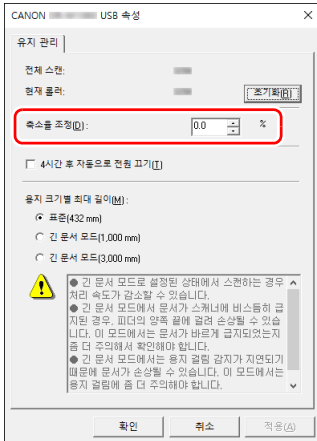 CANON USB 속성
유지 관리
전체 스캔:
현재 롤러:
초기화(R)
축소율 조정(D):
0.0
%
4시간 후 자동으로 전원 끄기(T)
용지 크기별 최대 길이(M):
표준(432 mm)
긴 문서 모드(1,000 mm)
긴 문서 모드(3,000 mm)
● 긴 문서 모드로 설정된 상태에서 스캔하는 경우
처리 속도가 감소할 수 있습니다.
● 긴 문서 모드에서 문서가 스캐너에 비스듬히 급
지된 경우, 피더의 양쪽 끝에 걸려 손상될 수 있습
니다. 이 모드에서는 문서가 바르게 급지되었는지
좀 더 주의해서 확인해야 합니다.
● 긴 문서 모드에서는 용지 걸림 감지가 지연되기
때문에 문서가 손상될 수 있습니다. 이 모드에서는
용지 걸림에 좀 더 주의해야 합니다.
확인
취소
적용(A)